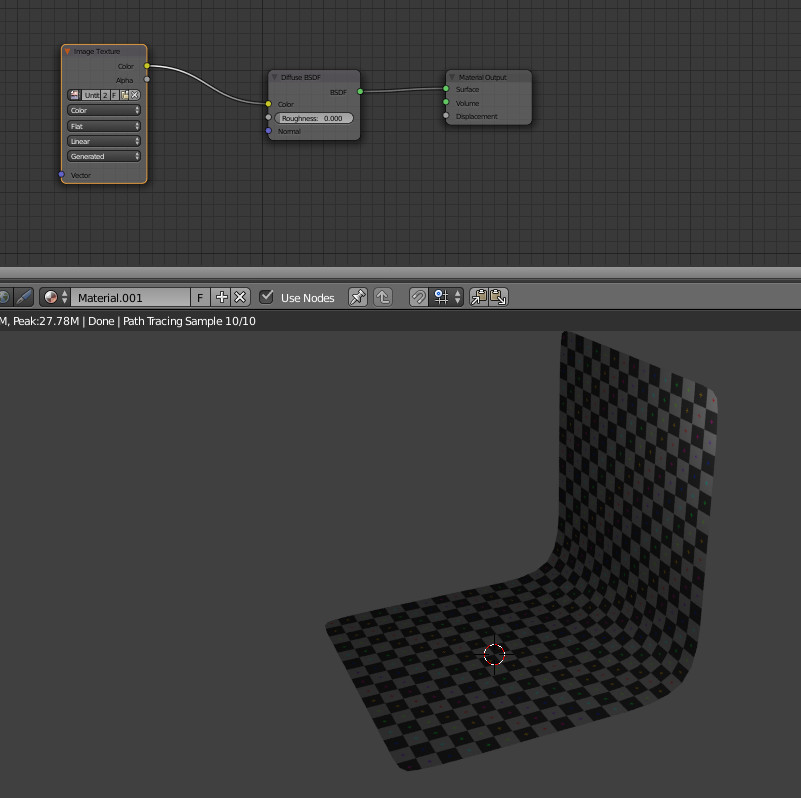 Image Texture
Color
Alpha
Untit 2 F
Color
Flat
Linear
Generated
Vector
Diffuse BSDF
BSDF
Color
Roughness: 0.000
Normal
Material Output
Surface
Volume
Displacement
Material.001 F Use Nodes
M, Peak:27.78M | Done | Path Tracing Sample 10/10